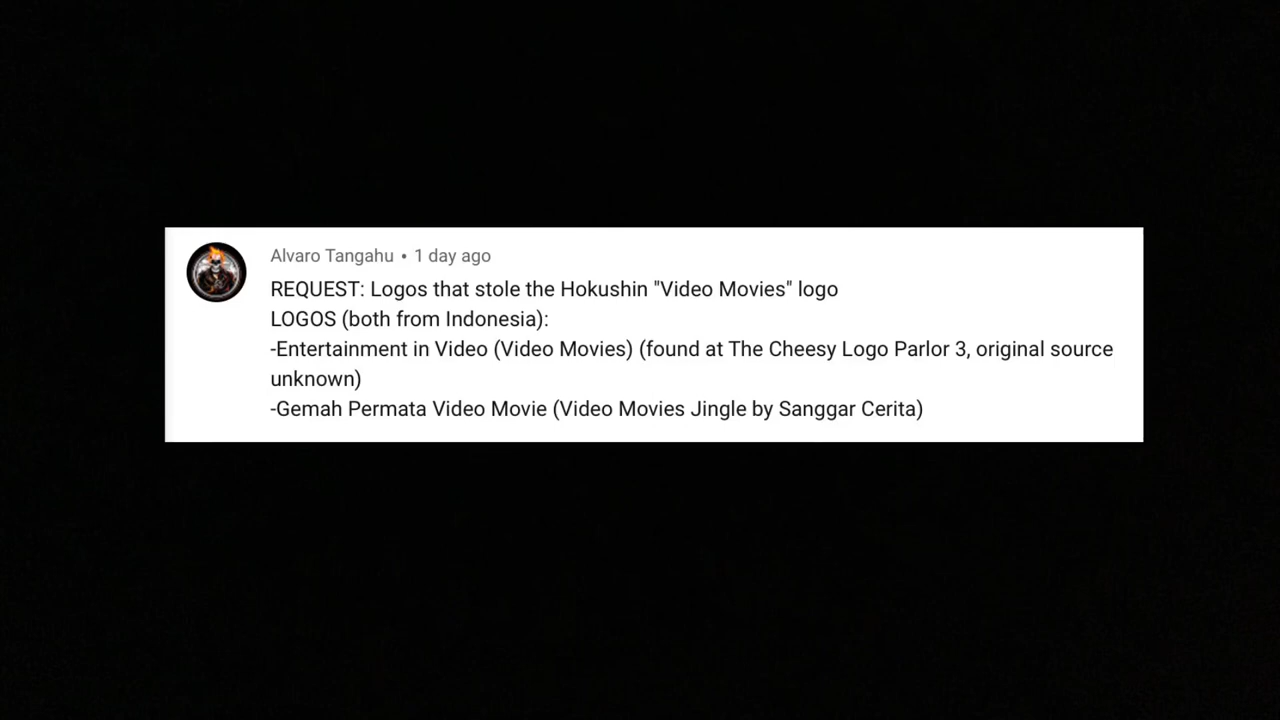 Alvaro Tangahu • 1 day ago
REQUEST: Logos that stole the Hokushin "Video Movies" logo
LOGOS (both from Indonesia):
-Entertainment in Video (Video Movies) (found at The Cheesy Logo Parlor 3, original source
unknown)
-Gemah Permata Video Movie (Video Movies Jingle by Sanggar Cerita)